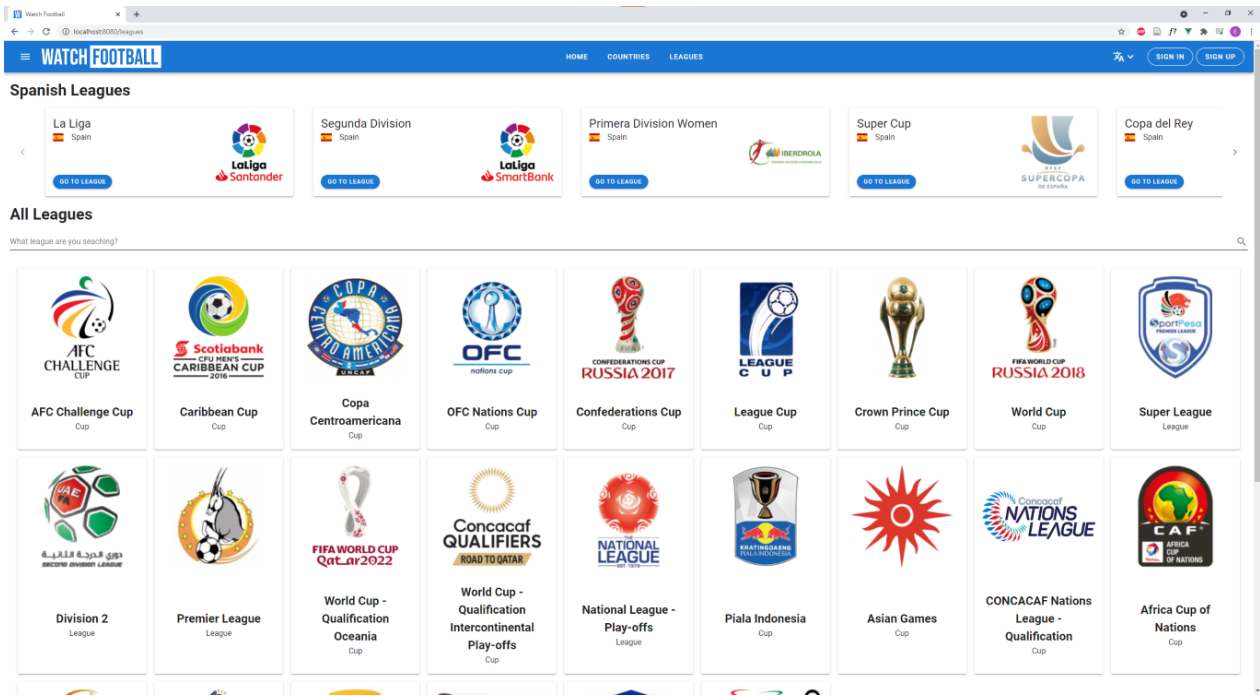 Watch Football
localhost:8080/leagues
WATCH FOOTBALL
HOME COUNTRIES LEAGUES
SIGN IN SIGN UP
Spanish Leagues
La Liga
Spain
LaLiga
Santander
GO TO LEAGUE
Segunda Division
Spain
LaLiga
SmartBank
GO TO LEAGUE
Primera Division Women
Spain
IBERDROLA
GO TO LEAGUE
Super Cup
Spain
SUPERCOPA
DE ESPAÑA
GO TO LEAGUE
Copa del Rey
Spain
GO TO LEAGUE
All Leagues
What league are you seaching?
AFC
CHALLENGE
CUP
AFC Challenge Cup
Cup
Scotiabank
CFU MEN'S
CARIBBEAN CUP
2016
Caribbean Cup
Cup
COPA
CENTROAMERICANA
UNCAF
Copa
Centroamericana
Cup
OFC
nations cup
OFC Nations Cup
Cup
CONFEDERATIONS CUP
RUSSIA 2017
Confederations Cup
Cup
LEAGUE
CUP
League Cup
Cup
Crown Prince Cup
Cup
FIFA WORLD CUP
RUSSIA 2018
World Cup
Cup
SportPesa
PREMIER LEAGUE
Super League
League
UAE
FA
دوري الدرجة الثانية
SECOND DIVISION LEAGUE
Division 2
League
Premier League
League
FIFA WORLD CUP
Qatar2022
World Cup -
Qualification
Oceania
Cup
Concacaf
QUALIFIERS
ROAD TO QATAR
World Cup -
Qualification
Intercontinental
Play-offs
Cup
THE
NATIONAL
LEAGUE
EST. 1979
National League -
Play-offs
League
KRATINGDAENG
PIALA INDONESIA
Piala Indonesia
Cup
Asian Games
Cup
Concacaf
NATIONS
LEAGUE
CONCACAF Nations
League -
Qualification
Cup
CAF
TOTAL
AFRICA
CUP
OF NATIONS
Africa Cup of
Nations
Cup